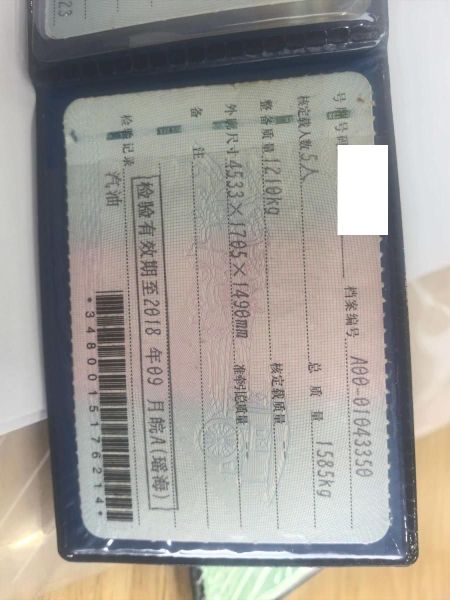 23
号牌号码 档案编号 A00-01043350
核定载人数 5人 总质量 1585kg
整备质量 1210kg 核定载质量
外廓尺寸 4533×1705×1490mm 准牵引总质量
备注
检验有效期至2018年09月皖A(瑶海)
检验记录 汽油
*3480015176214*